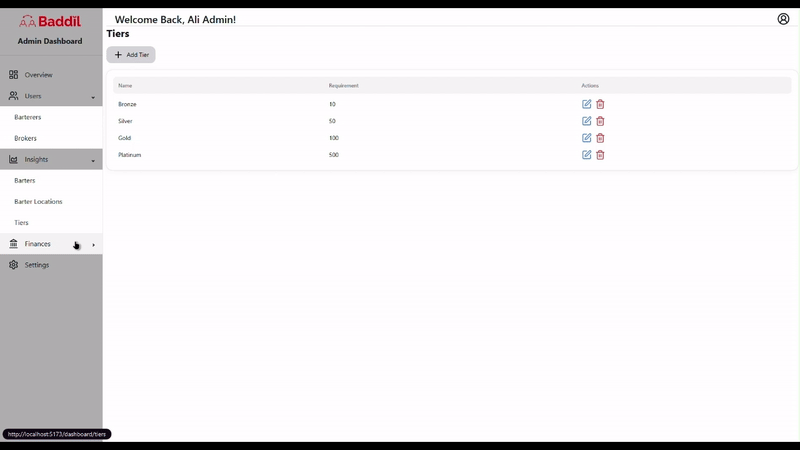 Baddil
Admin Dashboard
Overview
Users
Barterers
Brokers
Insights
Barters
Barter Locations
Tiers
Finances
Settings
Welcome Back, Ali Admin!
Tiers
Add Tier
Name Requirement Actions
Bronze 10
Silver 50
Gold 100
Platinum 500
http://localhost:5173/dashboard/tiers